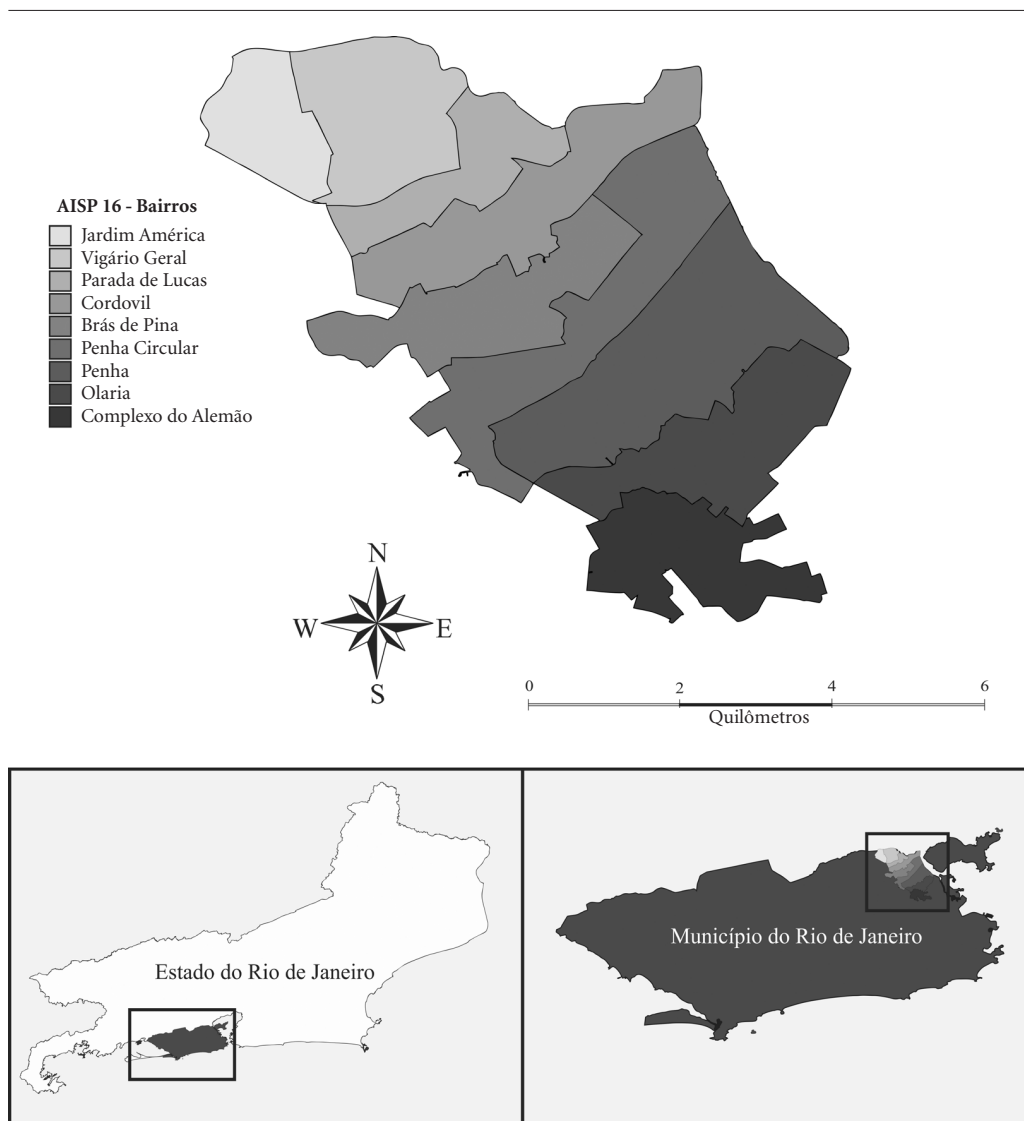 AISP 16 - Bairros
Jardim América
Vigário Geral
Parada de Lucas
Cordovil
Brás de Pina
Penha Circular
Penha
Olaria
Complexo do Alemão
N
W E
S
0 2 4 6
Quilômetros
Estado do Rio de Janeiro
Município do Rio de Janeiro